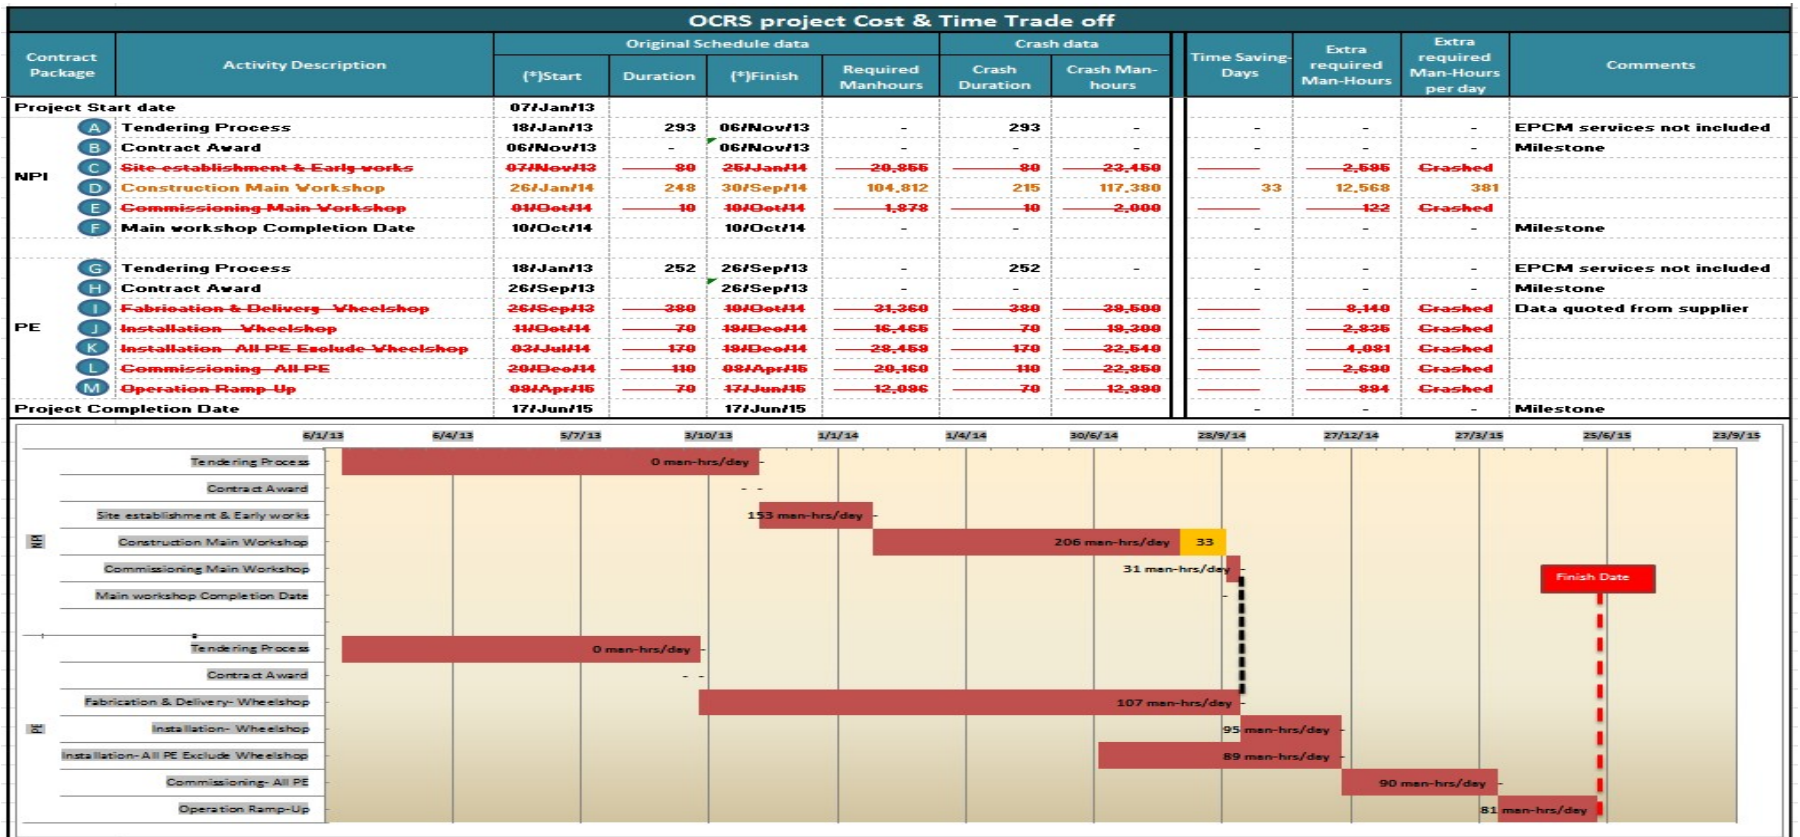 OCRS project Cost & Time Trade off
Contract Package Activity Description Original Schedule data Crash data Time Saving-Days Extra required Man-Hours Extra required Man-Hours per day Comments
(*)Start Duration (*)Finish Required Manhours Crash Duration Crash Man-hours
Project Start date 07/Jan/13
NPI
A Tendering Process 18/Jan/13 293 06/Nov/13 - 293 - - - - EPCM services not included
B Contract Award 06/Nov/13 - 06/Nov/13 - - - - - - Milestone
C Site establishment & Early works 07/Nov/13 80 25/Jan/14 20,855 80 23,450 2,595 Crashed
D Construction Main Workshop 26/Jan/14 248 30/Sep/14 104,812 215 117,380 33 12,568 381
E Commissioning Main Workshop 01/Oct/14 10 10/Oct/14 1,878 10 2,000 122 Crashed
F Main workshop Completion Date 10/Oct/14 10/Oct/14 - - - - - Milestone
PE
G Tendering Process 18/Jan/13 252 26/Sep/13 - 252 - - - - EPCM services not included
H Contract Award 26/Sep/13 26/Sep/13 - - - - - Milestone
I Fabrication & Delivery- Wheelshop 26/Sep/13 380 10/Oct/14 31,360 380 39,500 8,140 Crashed Data quoted from supplier
J Installation- Wheelshop 11/Oct/14 70 19/Dec/14 16,465 70 19,300 2,835 Crashed
K Installation- All PE Exclude Wheelshop 03/Jul/14 170 19/Dec/14 28,459 170 32,540 4,081 Crashed
L Commissioning- All PE 20/Dec/14 110 08/Apr/15 20,160 110 22,850 2,690 Crashed
M Operation Ramp-Up 09/Apr/15 70 17/Jun/15 12,096 70 12,990 894 Crashed
Project Completion Date 17/Jun/15 17/Jun/15 - - - Milestone
6/1/13 6/4/13 5/7/13 3/10/13 1/1/14 1/4/14 30/6/14 28/9/14 27/12/14 27/3/15 25/6/15 23/9/15
NPI
Tendering Process 0 man-hrs/day -
Contract Award - -
Site establishment & Early works 153 man-hrs/day -
Construction Main Workshop 206 man-hrs/day 33
Commissioning Main Workshop 31 man-hrs/day -
Finish Date
Main workshop Completion Date -
PE
Tendering Process 0 man-hrs/day -
Contract Award - -
Fabrication & Delivery- Wheelshop 107 man-hrs/day -
Installation- Wheelshop 95 man-hrs/day -
Installation- All PE Exclude Wheelshop 89 man-hrs/day -
Commissioning- All PE 90 man-hrs/day -
Operation Ramp-Up 81 man-hrs/day